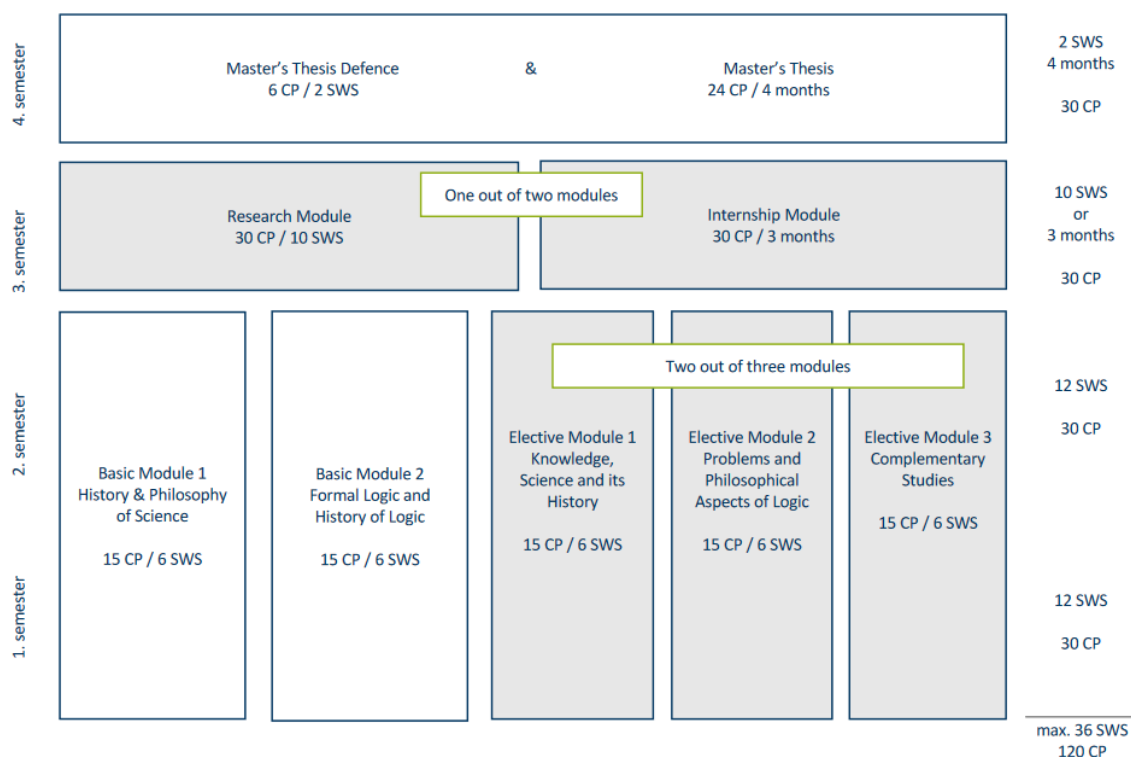 4. semester
Master's Thesis Defence
6 CP / 2 SWS
&
Master's Thesis
24 CP / 4 months
2 SWS
4 months
30 CP
3. semester
One out of two modules
Research Module
30 CP / 10 SWS
Internship Module
30 CP / 3 months
10 SWS
or
3 months
30 CP
2. semester
1. semester
Basic Module 1
History & Philosophy
of Science
15 CP / 6 SWS
Basic Module 2
Formal Logic and
History of Logic
15 CP / 6 SWS
Two out of three modules
Elective Module 1
Knowledge,
Science and its
History
15 CP / 6 SWS
Elective Module 2
Problems and
Philosophical
Aspects of Logic
15 CP / 6 SWS
Elective Module 3
Complementary
Studies
15 CP / 6 SWS
12 SWS
30 CP
12 SWS
30 CP
max. 36 SWS
120 CP